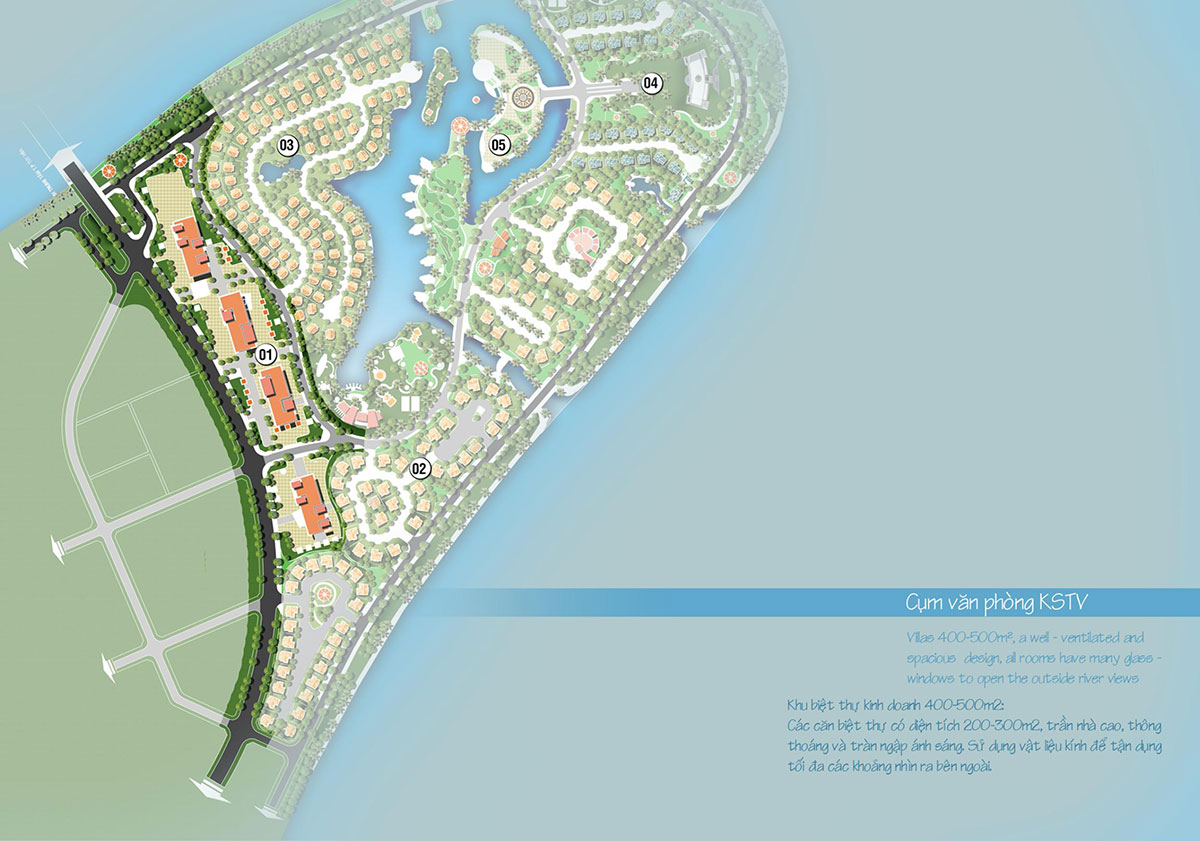 04
03
05
01
02
Cụm văn phòng KSTV
Villas 400-500m², a well - ventilated and
spacious design, all rooms have many glass -
windows to open the outside river views
Khu biệt thự kinh doanh 400-500m2:
Các căn biệt thự có diện tích 200-300m2, trần nhà cao, thông
thoáng và tràn ngập ánh sáng. Sử dụng vật liệu kính để tận dụng
tối đa các khoảng nhìn ra bên ngoài.